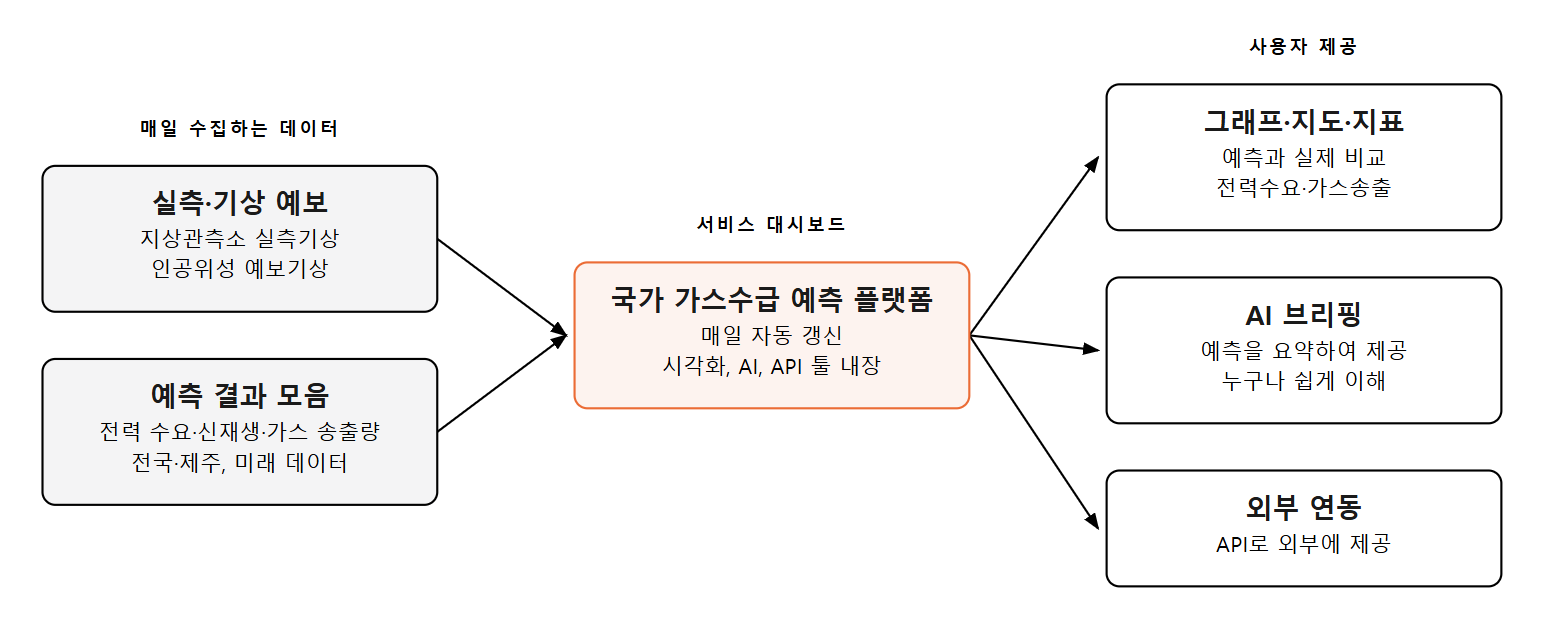 매일 수집하는 데이터
실측·기상 예보
지상관측소 실측기상
인공위성 예보기상
예측 결과 모음
전력 수요·신재생·가스 송출량
전국·제주, 미래 데이터
서비스 대시보드
국가 가스수급 예측 플랫폼
매일 자동 갱신
시각화, AI, API 툴 내장
사용자 제공
그래프·지도·지표
예측과 실제 비교
전력수요·가스송출
AI 브리핑
예측을 요약하여 제공
누구나 쉽게 이해
외부 연동
API로 외부에 제공